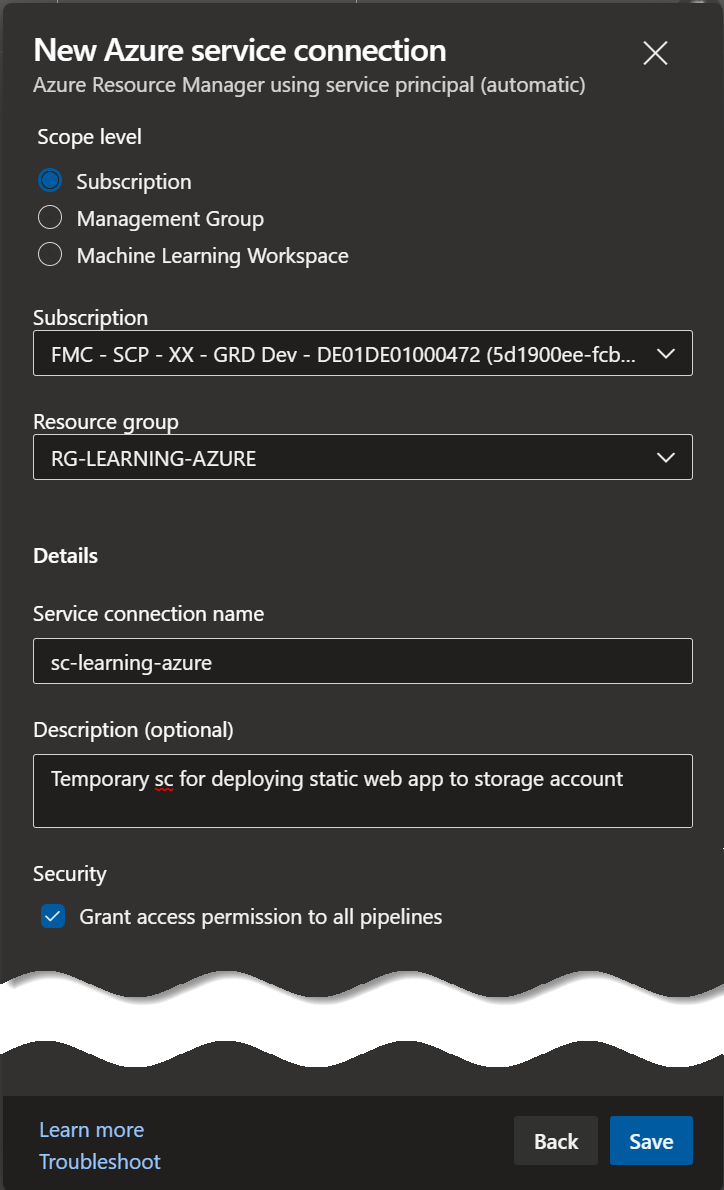 New Azure service connection
Azure Resource Manager using service principal (automatic)
Scope level
Subscription
Management Group
Machine Learning Workspace
Subscription
FMC - SCP - XX - GRD Dev - DE01DE01000472 (5d1900ee-fcb...
Resource group
RG-LEARNING-AZURE
Details
Service connection name
sc-learning-azure
Description (optional)
Temporary sc for deploying static web app to storage account
Security
Grant access permission to all pipelines
Learn more
Troubleshoot
Back
Save